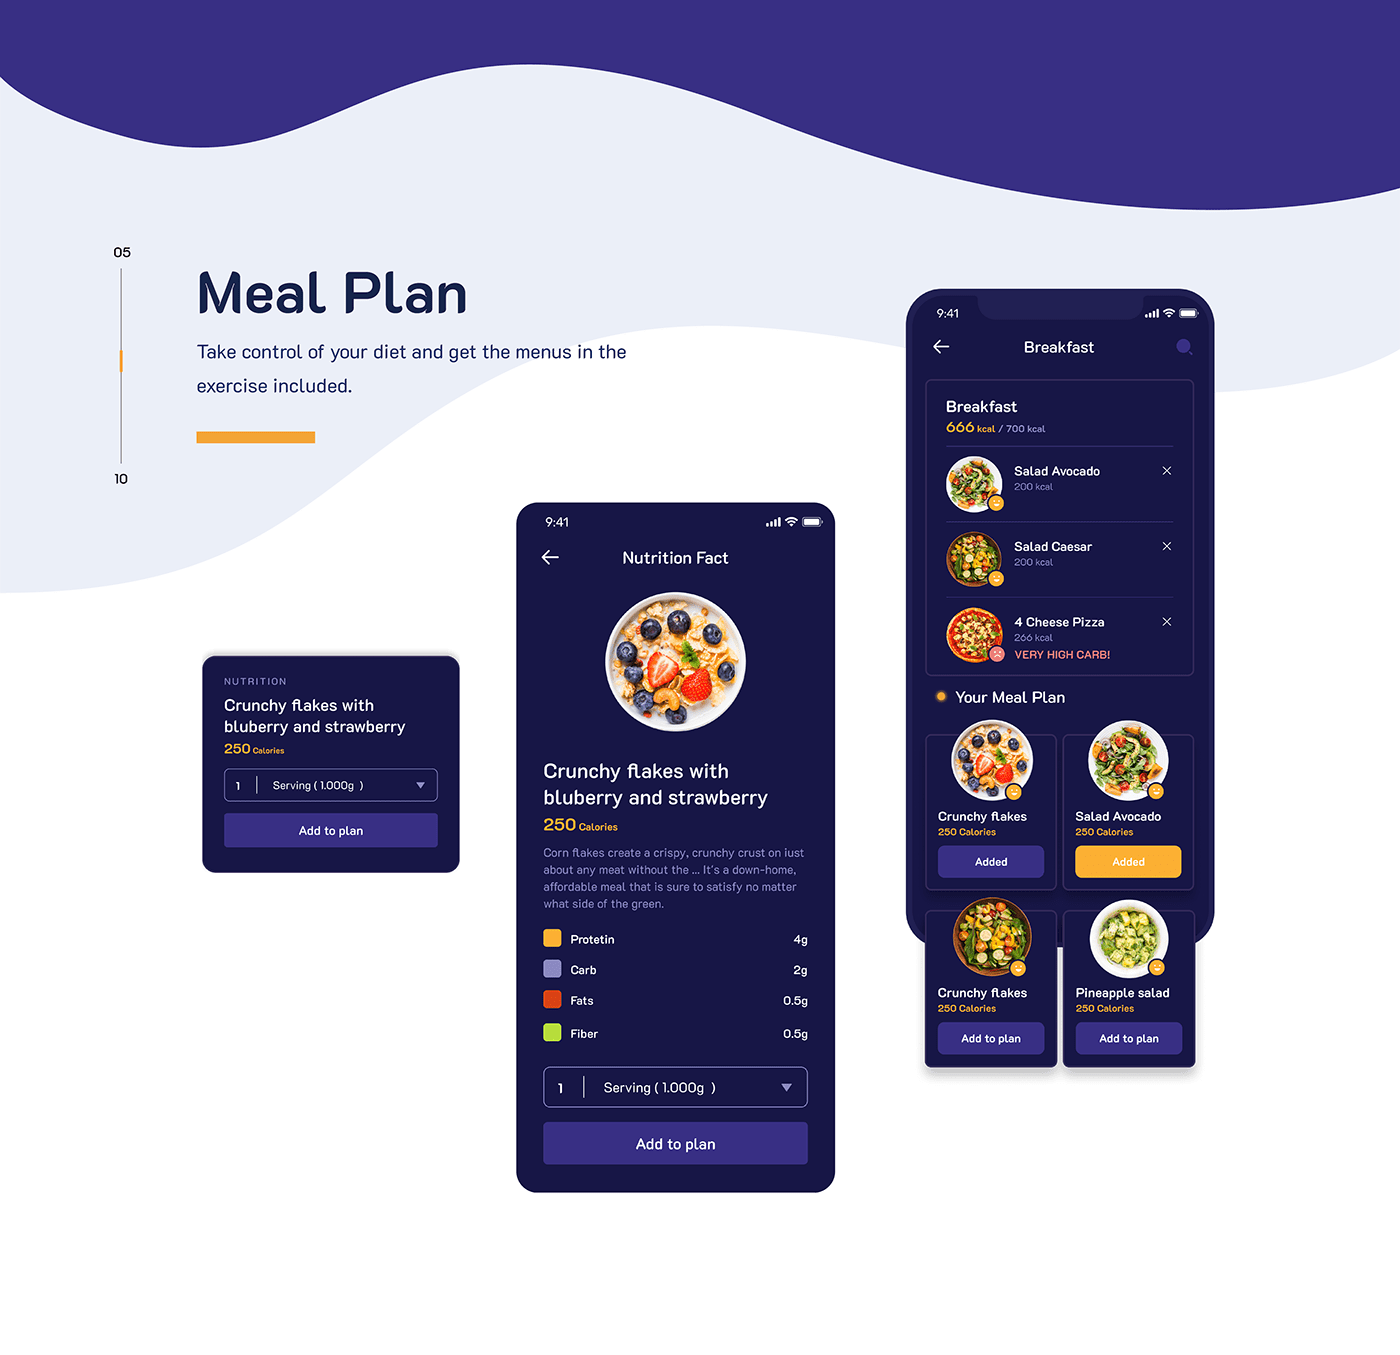 05
Meal Plan
Take control of your diet and get the menus in the
exercise included.
10
NUTRITION
Crunchy flakes with
bluberry and strawberry
250 Calories
1 Serving ( 1.000g )
Add to plan
9:41
Nutrition Fact
Crunchy flakes with
bluberry and strawberry
250 Calories
Corn flakes create a crispy, crunchy crust on iust
about any meat without the ... It's a down-home,
affordable meal that is sure to satisfy no matter
what side of the green.
Protetin 4g
Carb 2g
Fats 0.5g
Fiber 0.5g
1 Serving ( 1.000g )
Add to plan
9:41
Breakfast
Breakfast
666 kcal / 700 kcal
Salad Avocado
200 kcal
Salad Caesar
200 kcal
4 Cheese Pizza
266 kcal
VERY HIGH CARB!
Your Meal Plan
Crunchy flakes
250 Calories
Added
Salad Avocado
250 Calories
Added
Crunchy flakes
250 Calories
Add to plan
Pineapple salad
250 Calories
Add to plan